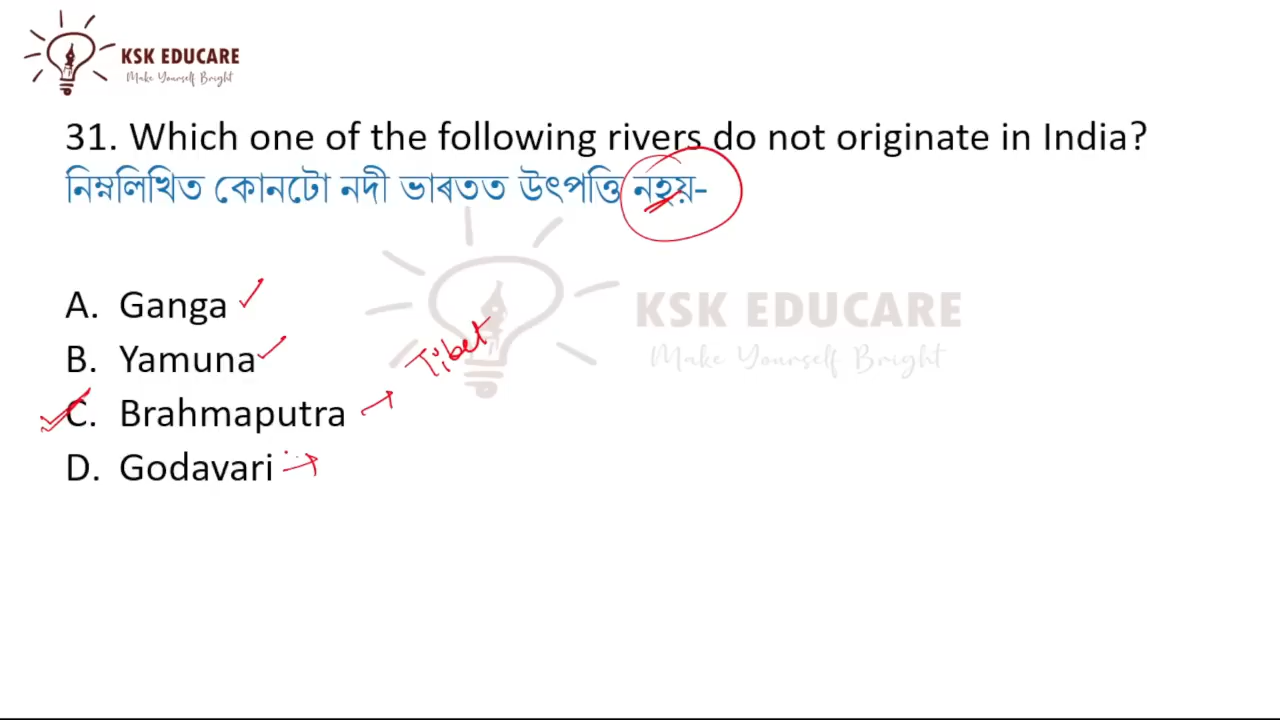 KSK EDUCARE
Make Yourself Bright
31. Which one of the following rivers do not originate in India?
নিম্নলিখিত কোনটো নদী ভাৰতত উৎপত্তি নহয়-
KSK EDUCARE
Make Yourself Bright
A. Ganga
B. Yamuna
Tibet
C. Brahmaputra
D. Godavari